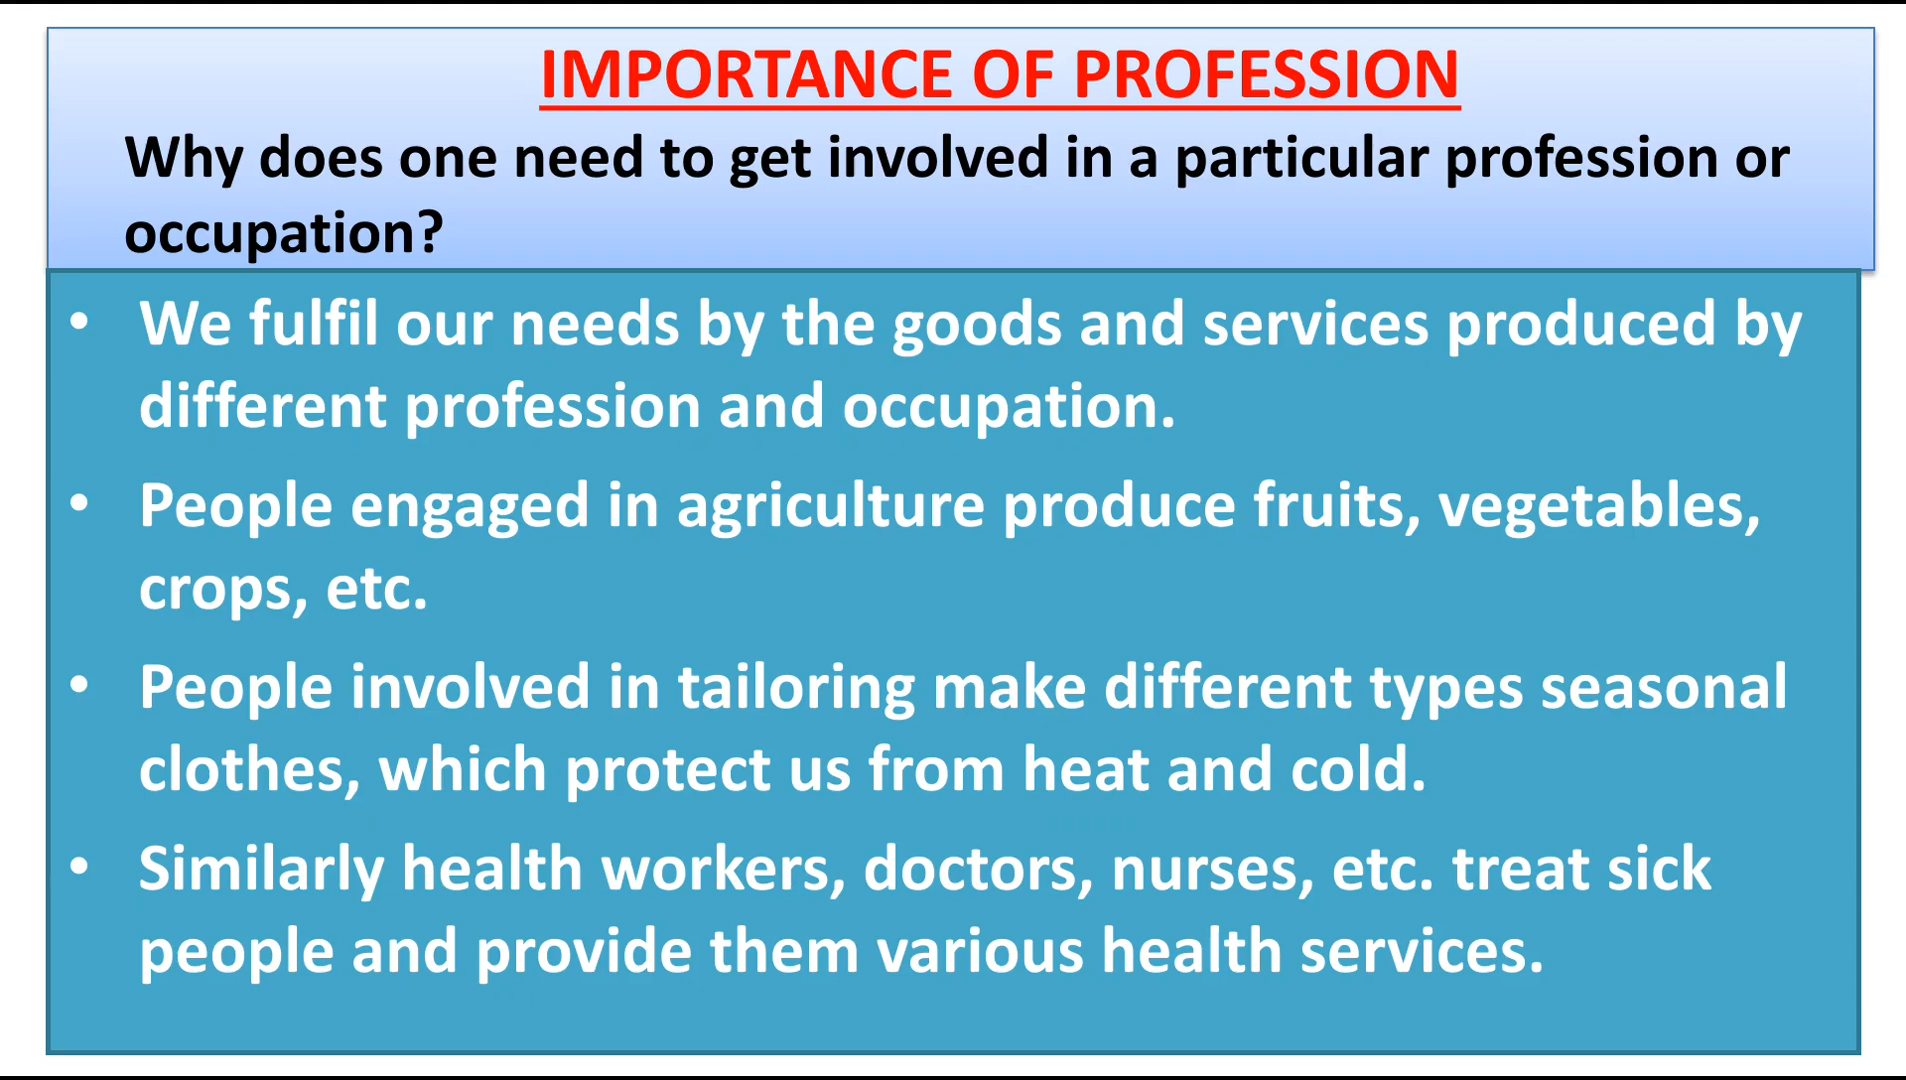 IMPORTANCE OF PROFESSION
Why does one need to get involved in a particular profession or
occupation?
• We fulfil our needs by the goods and services produced by
different profession and occupation.
• People engaged in agriculture produce fruits, vegetables,
crops, etc.
• People involved in tailoring make different types seasonal
clothes, which protect us from heat and cold.
• Similarly health workers, doctors, nurses, etc. treat sick
people and provide them various health services.